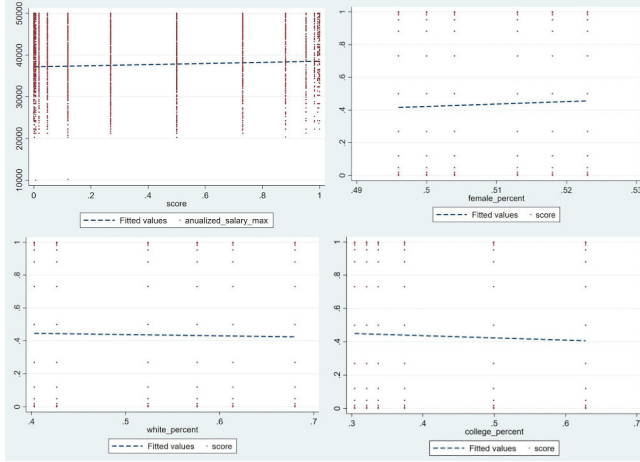 50000
40000
30000
20000
10000
0 .2 .4 .6 .8 1
score
Fitted values anualized_salary_max
1
.8
.6
.4
.2
0
.49 .5 .51 .52 .53
female_percent
Fitted values score
1
.8
.6
.4
.2
0
.4 .5 .6 .7
white_percent
Fitted values score
1
.8
.6
.4
.2
0
.3 .4 .5 .6 .7
college_percent
Fitted values score